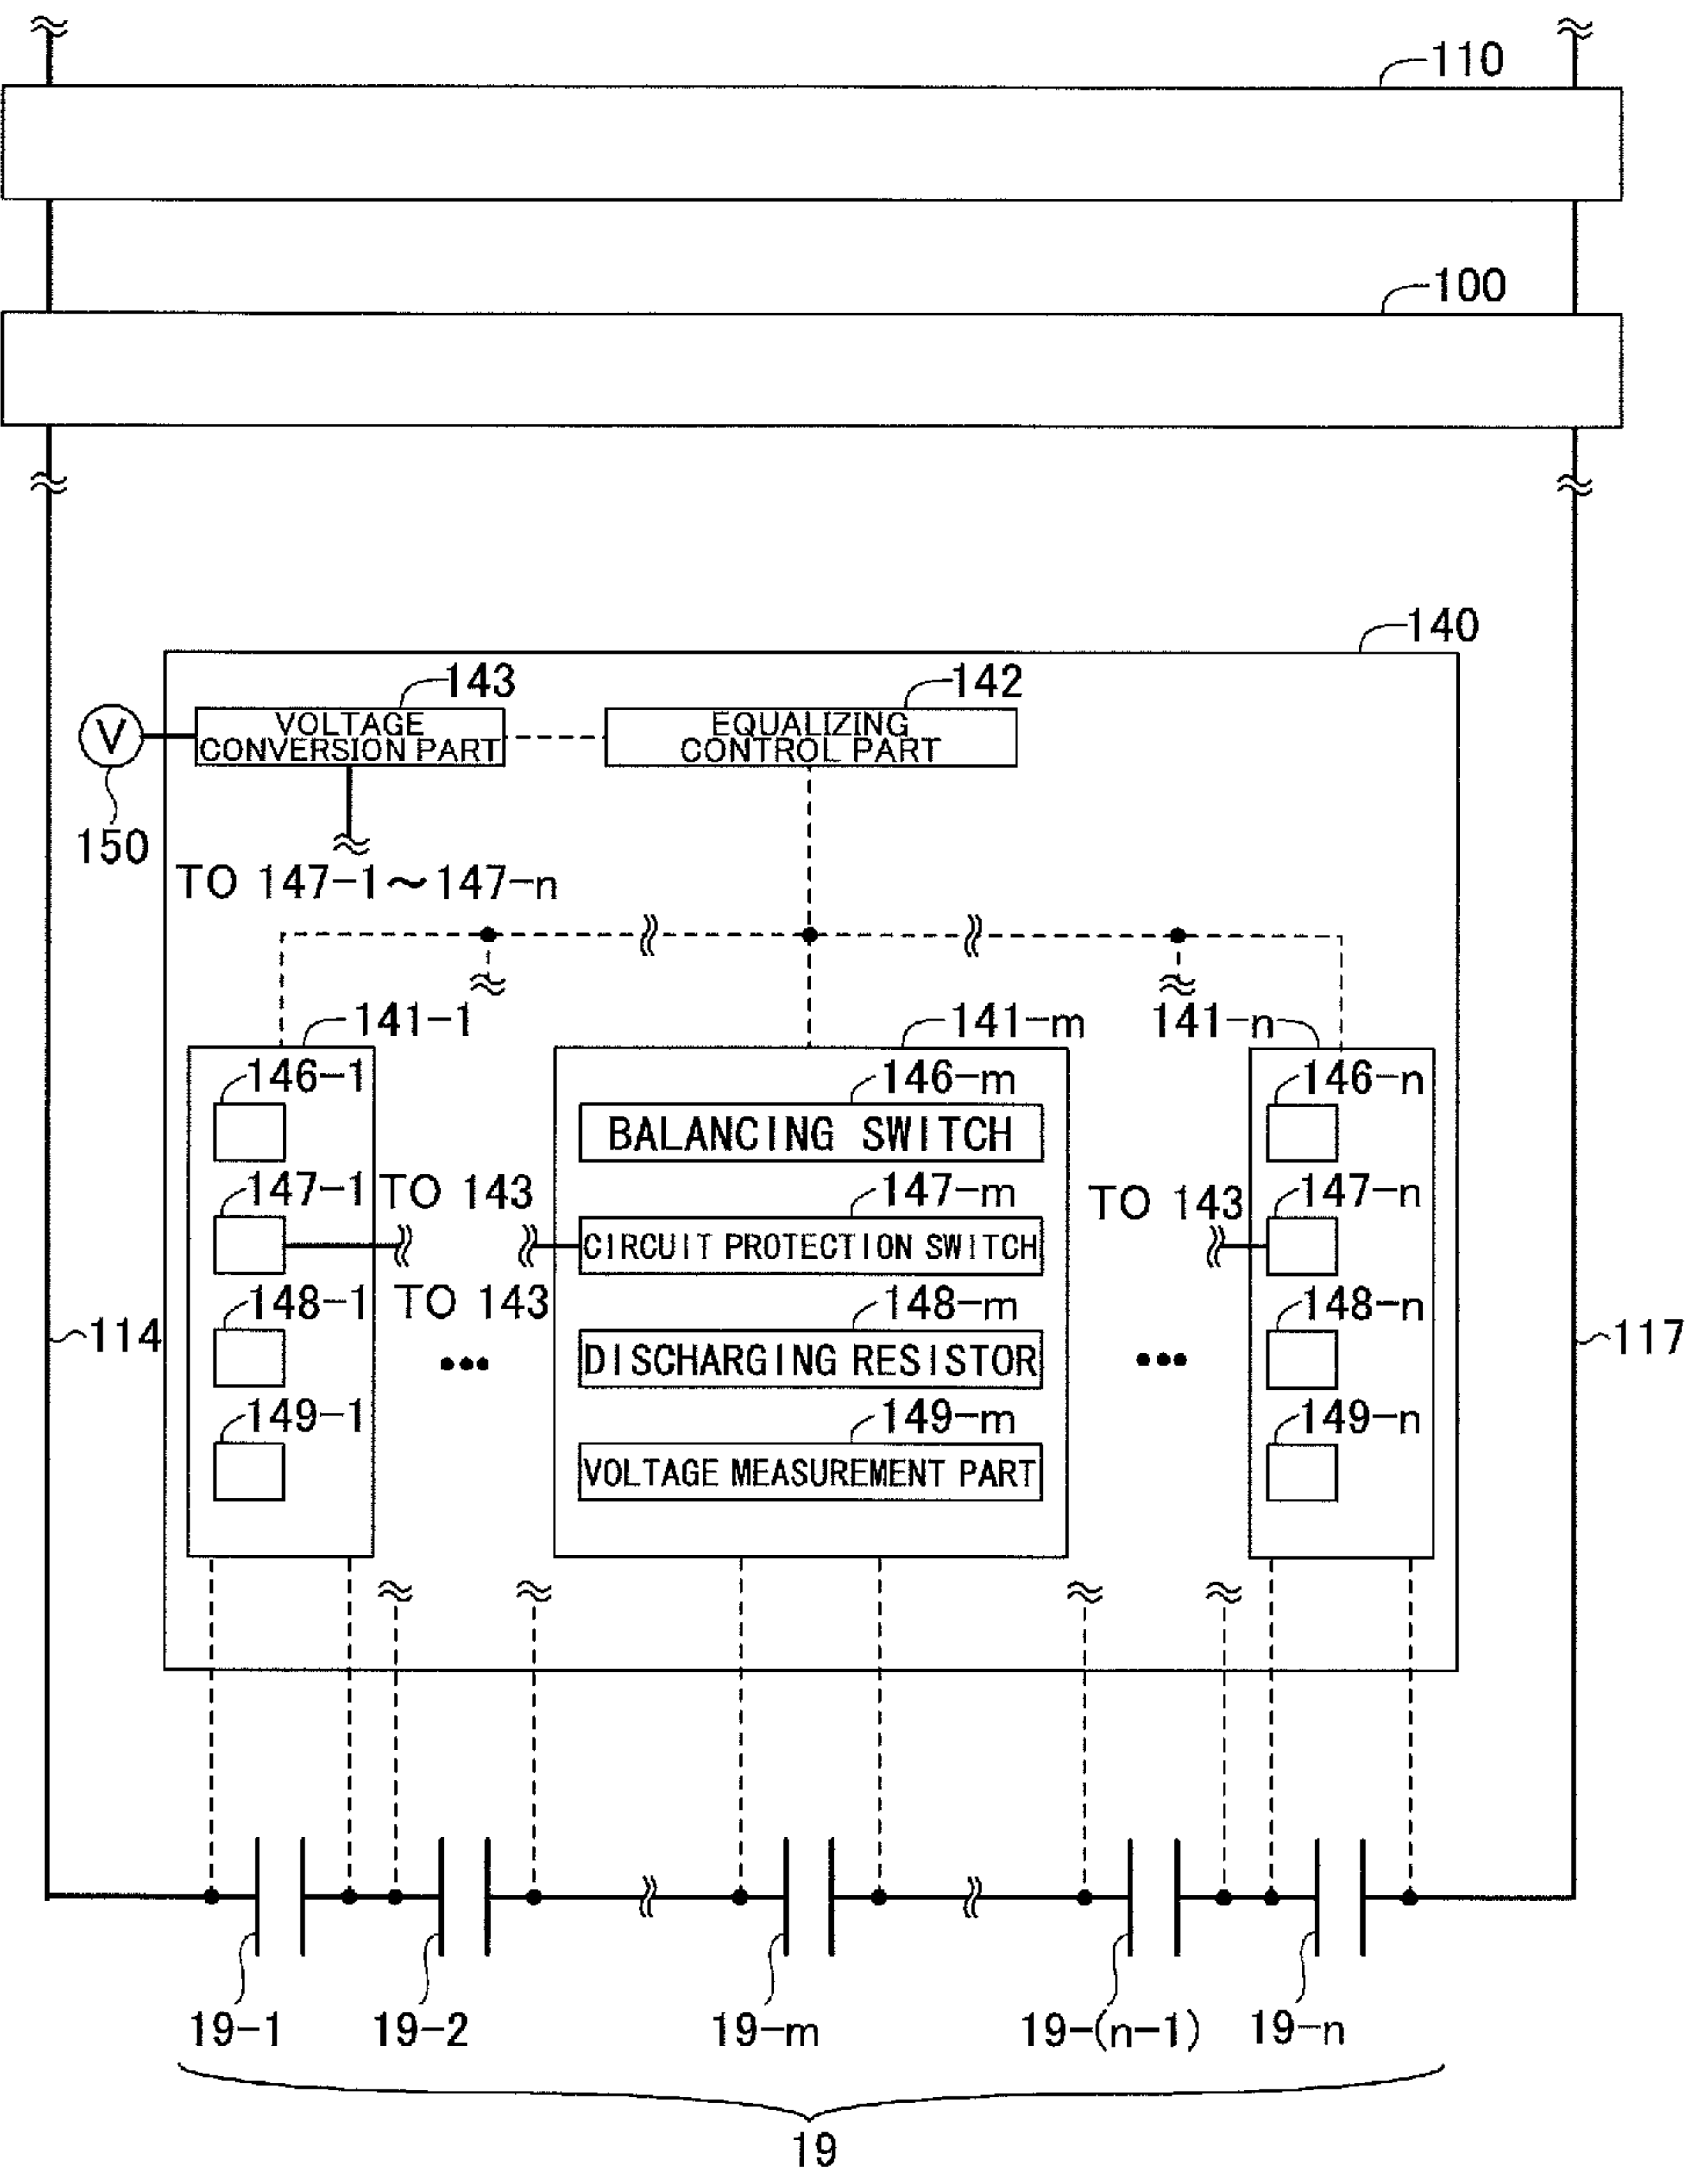 110
100
140
143
142
VOLTAGE
CONVERSION PART
EQUALIZING
CONTROL PART
V
150
TO 147-1～147-n
141-1
141-m
141-n
146-1
146-m
146-n
BALANCING SWITCH
147-1
TO 143
147-m
TO 143
147-n
CIRCUIT PROTECTION SWITCH
148-1
TO 143
148-m
148-n
114
DISCHARGING RESISTOR
•••
•••
117
149-1
149-m
149-n
VOLTAGE MEASUREMENT PART
19-1
19-2
19-m
19-(n-1)
19-n
19